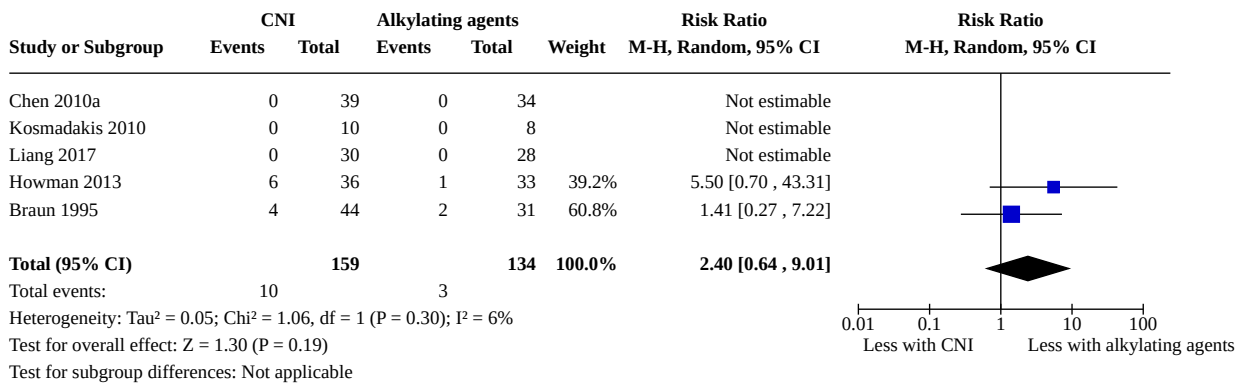 CNI Alkylating agents Risk Ratio Risk Ratio
Study or Subgroup Events Total Events Total Weight M-H, Random, 95% CI M-H, Random, 95% CI
Chen 2010a 0 39 0 34 Not estimable
Kosmadakis 2010 0 10 0 8 Not estimable
Liang 2017 0 30 0 28 Not estimable
Howman 2013 6 36 1 33 39.2% 5.50 [0.70 , 43.31]
Braun 1995 4 44 2 31 60.8% 1.41 [0.27 , 7.22]
Total (95% CI) 159 134 100.0% 2.40 [0.64 , 9.01]
Total events: 10 3
Heterogeneity: Tau² = 0.05; Chi² = 1.06, df = 1 (P = 0.30); I² = 6%
0.01 0.1 1 10 100
Test for overall effect: Z = 1.30 (P = 0.19)
Less with CNI Less with alkylating agents
Test for subgroup differences: Not applicable